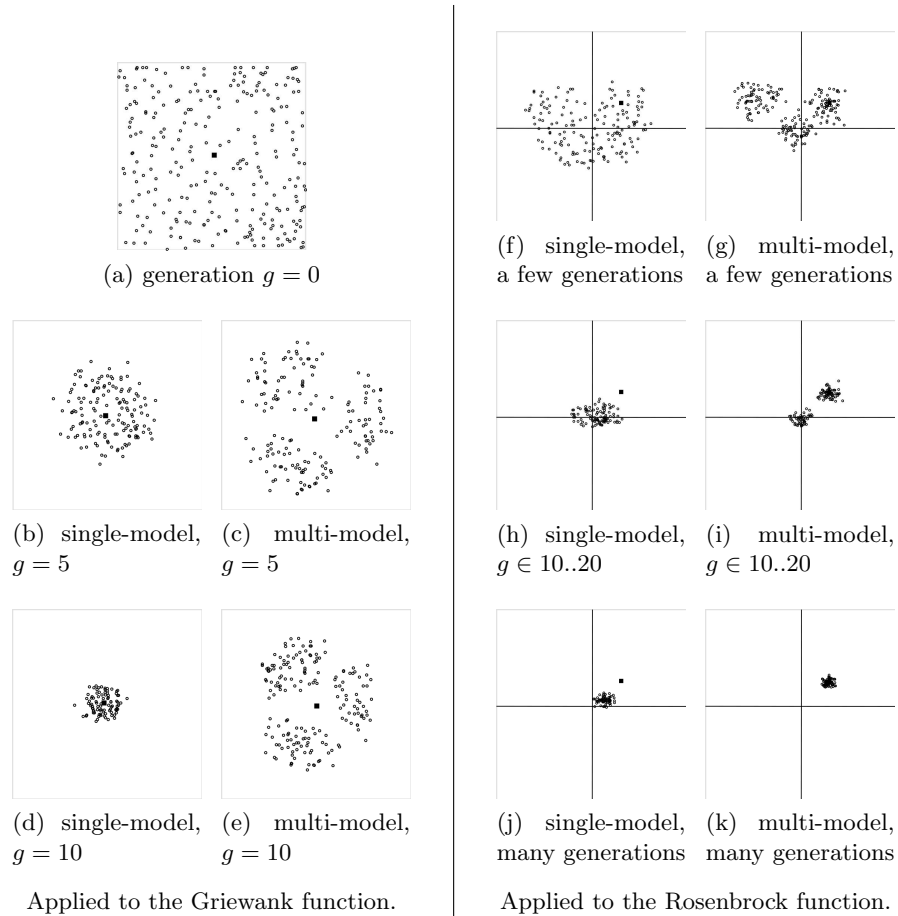 (a) generation g = 0
(b) single-model,
g = 5
(c) multi-model,
g = 5
(d) single-model,
g = 10
(e) multi-model,
g = 10
Applied to the Griewank function.
(f) single-model,
a few generations
(g) multi-model,
a few generations
(h) single-model,
g ∈ 10..20
(i) multi-model,
g ∈ 10..20
(j) single-model,
many generations
(k) multi-model,
many generations
Applied to the Rosenbrock function.